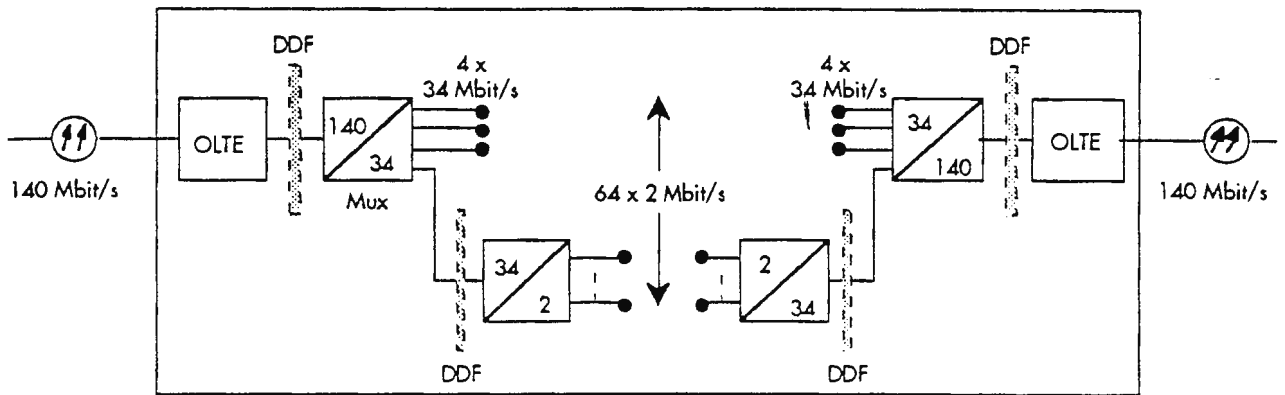 DDF
DDF
4 x
34 Mbit/s
4 x
34 Mbit/s
OLTE
140
34
34
140
OLTE
140 Mbit/s
Mux
64 x 2 Mbit/s
140 Mbit/s
34
2
2
34
DDF
DDF